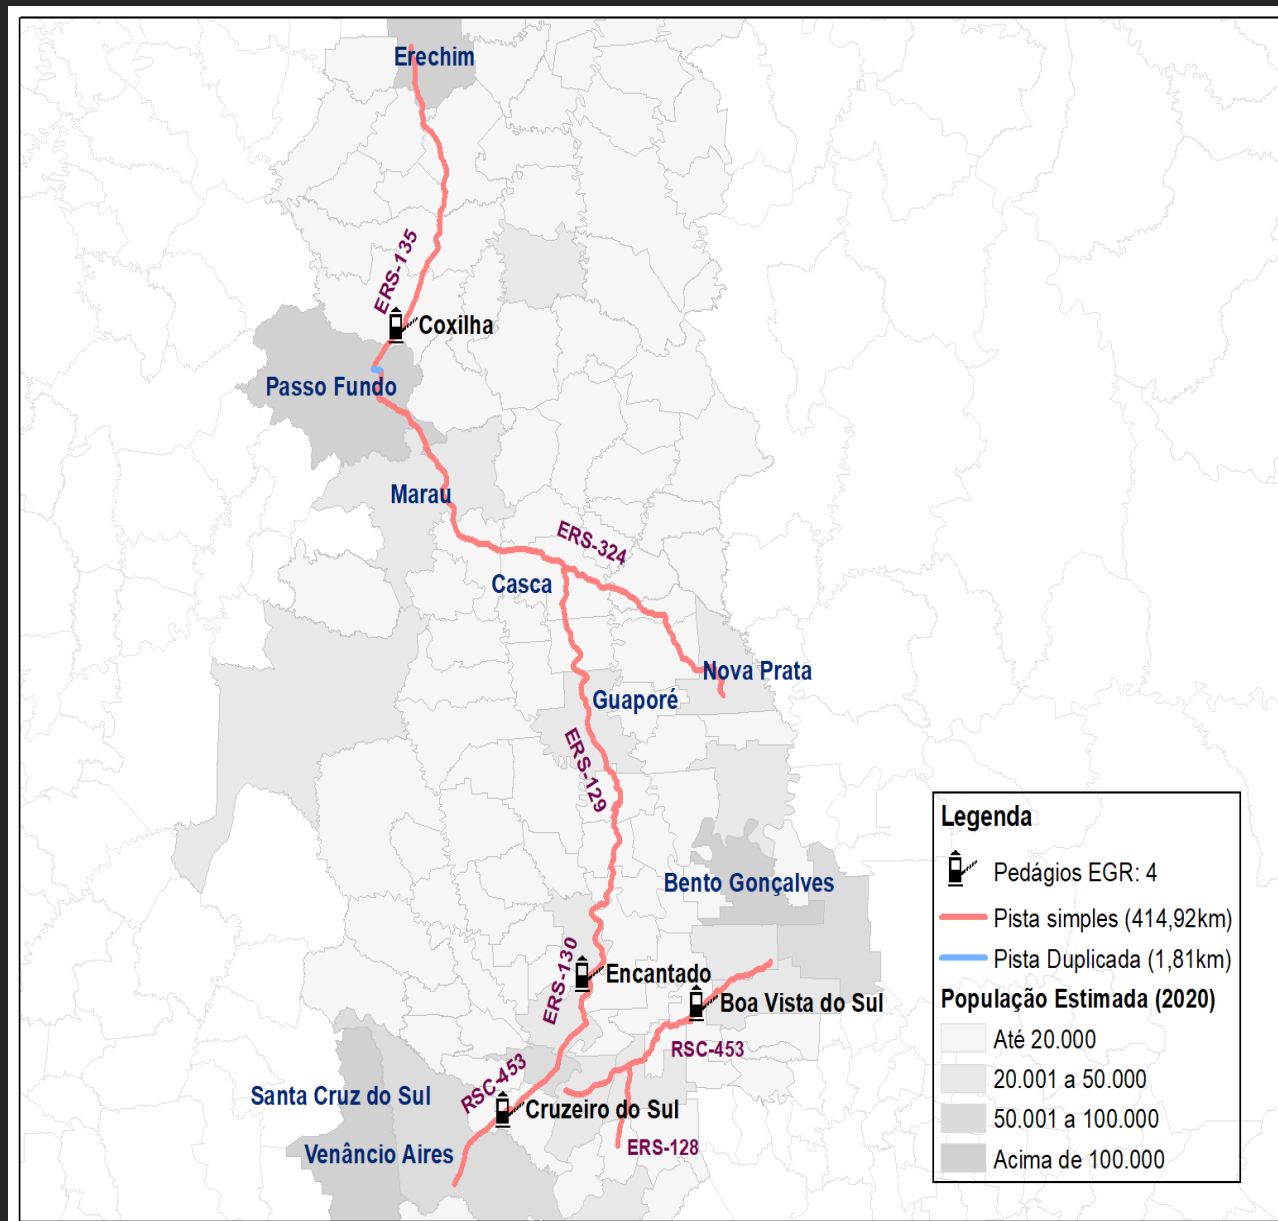 Erechim
ERS-135
Coxilha
Passo Fundo
Marau
ERS-324
Casca
Nova Prata
Guaporé
ERS-129
Bento Gonçalves
ERS-130
Encantado
Boa Vista do Sul
RSC-453
RSC-453
Santa Cruz do Sul
Cruzeiro do Sul
Venâncio Aires
ERS-128
Legenda
Pedágios EGR: 4
Pista simples (414,92km)
Pista Duplicada (1,81km)
População Estimada (2020)
Até 20.000
20.001 a 50.000
50.001 a 100.000
Acima de 100.000